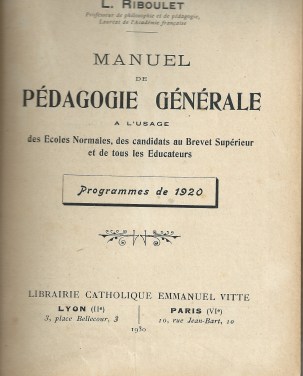 L. RIBOULET
Professeur de philosophie et de pédagogie,
Lauréat de l'Académie française
MANUEL
DE
PÉDAGOGIE GÉNÉRALE
A L'USAGE
des Ecoles Normales, des candidats au Brevet Supérieur
et de tous les Educateurs
Programmes de 1920
LIBRAIRIE CATHOLIQUE EMMANUEL VITTE
LYON (IIe)
3, place Bellecour, 3
PARIS (VIe)
10, rue Jean-Bart, 10
1930